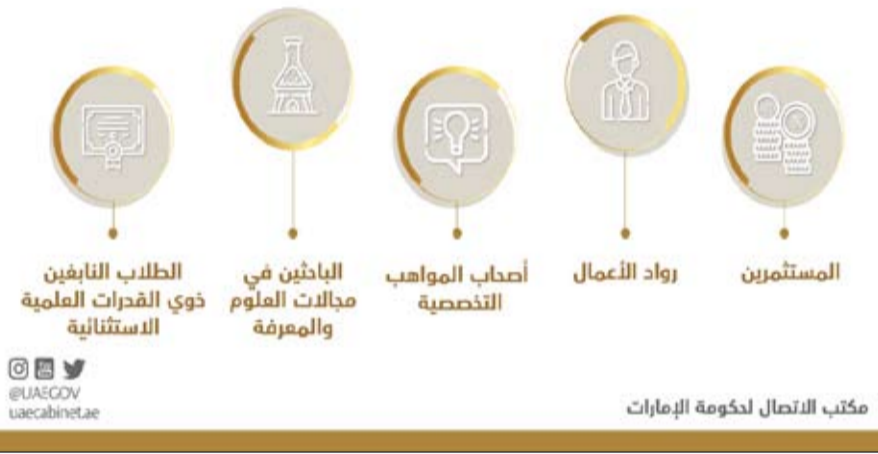 المستثمرين
رواد الأعمال
أصحاب المواهب
التخصصية
الباحثين في
مجالات العلوم
والمعرفة
الطلاب النابغين
ذوي القدرات العلمية
الاستثنائية
@UAEGOV
uaecabinet.ae
مكتب الاتصال لحكومة الإمارات